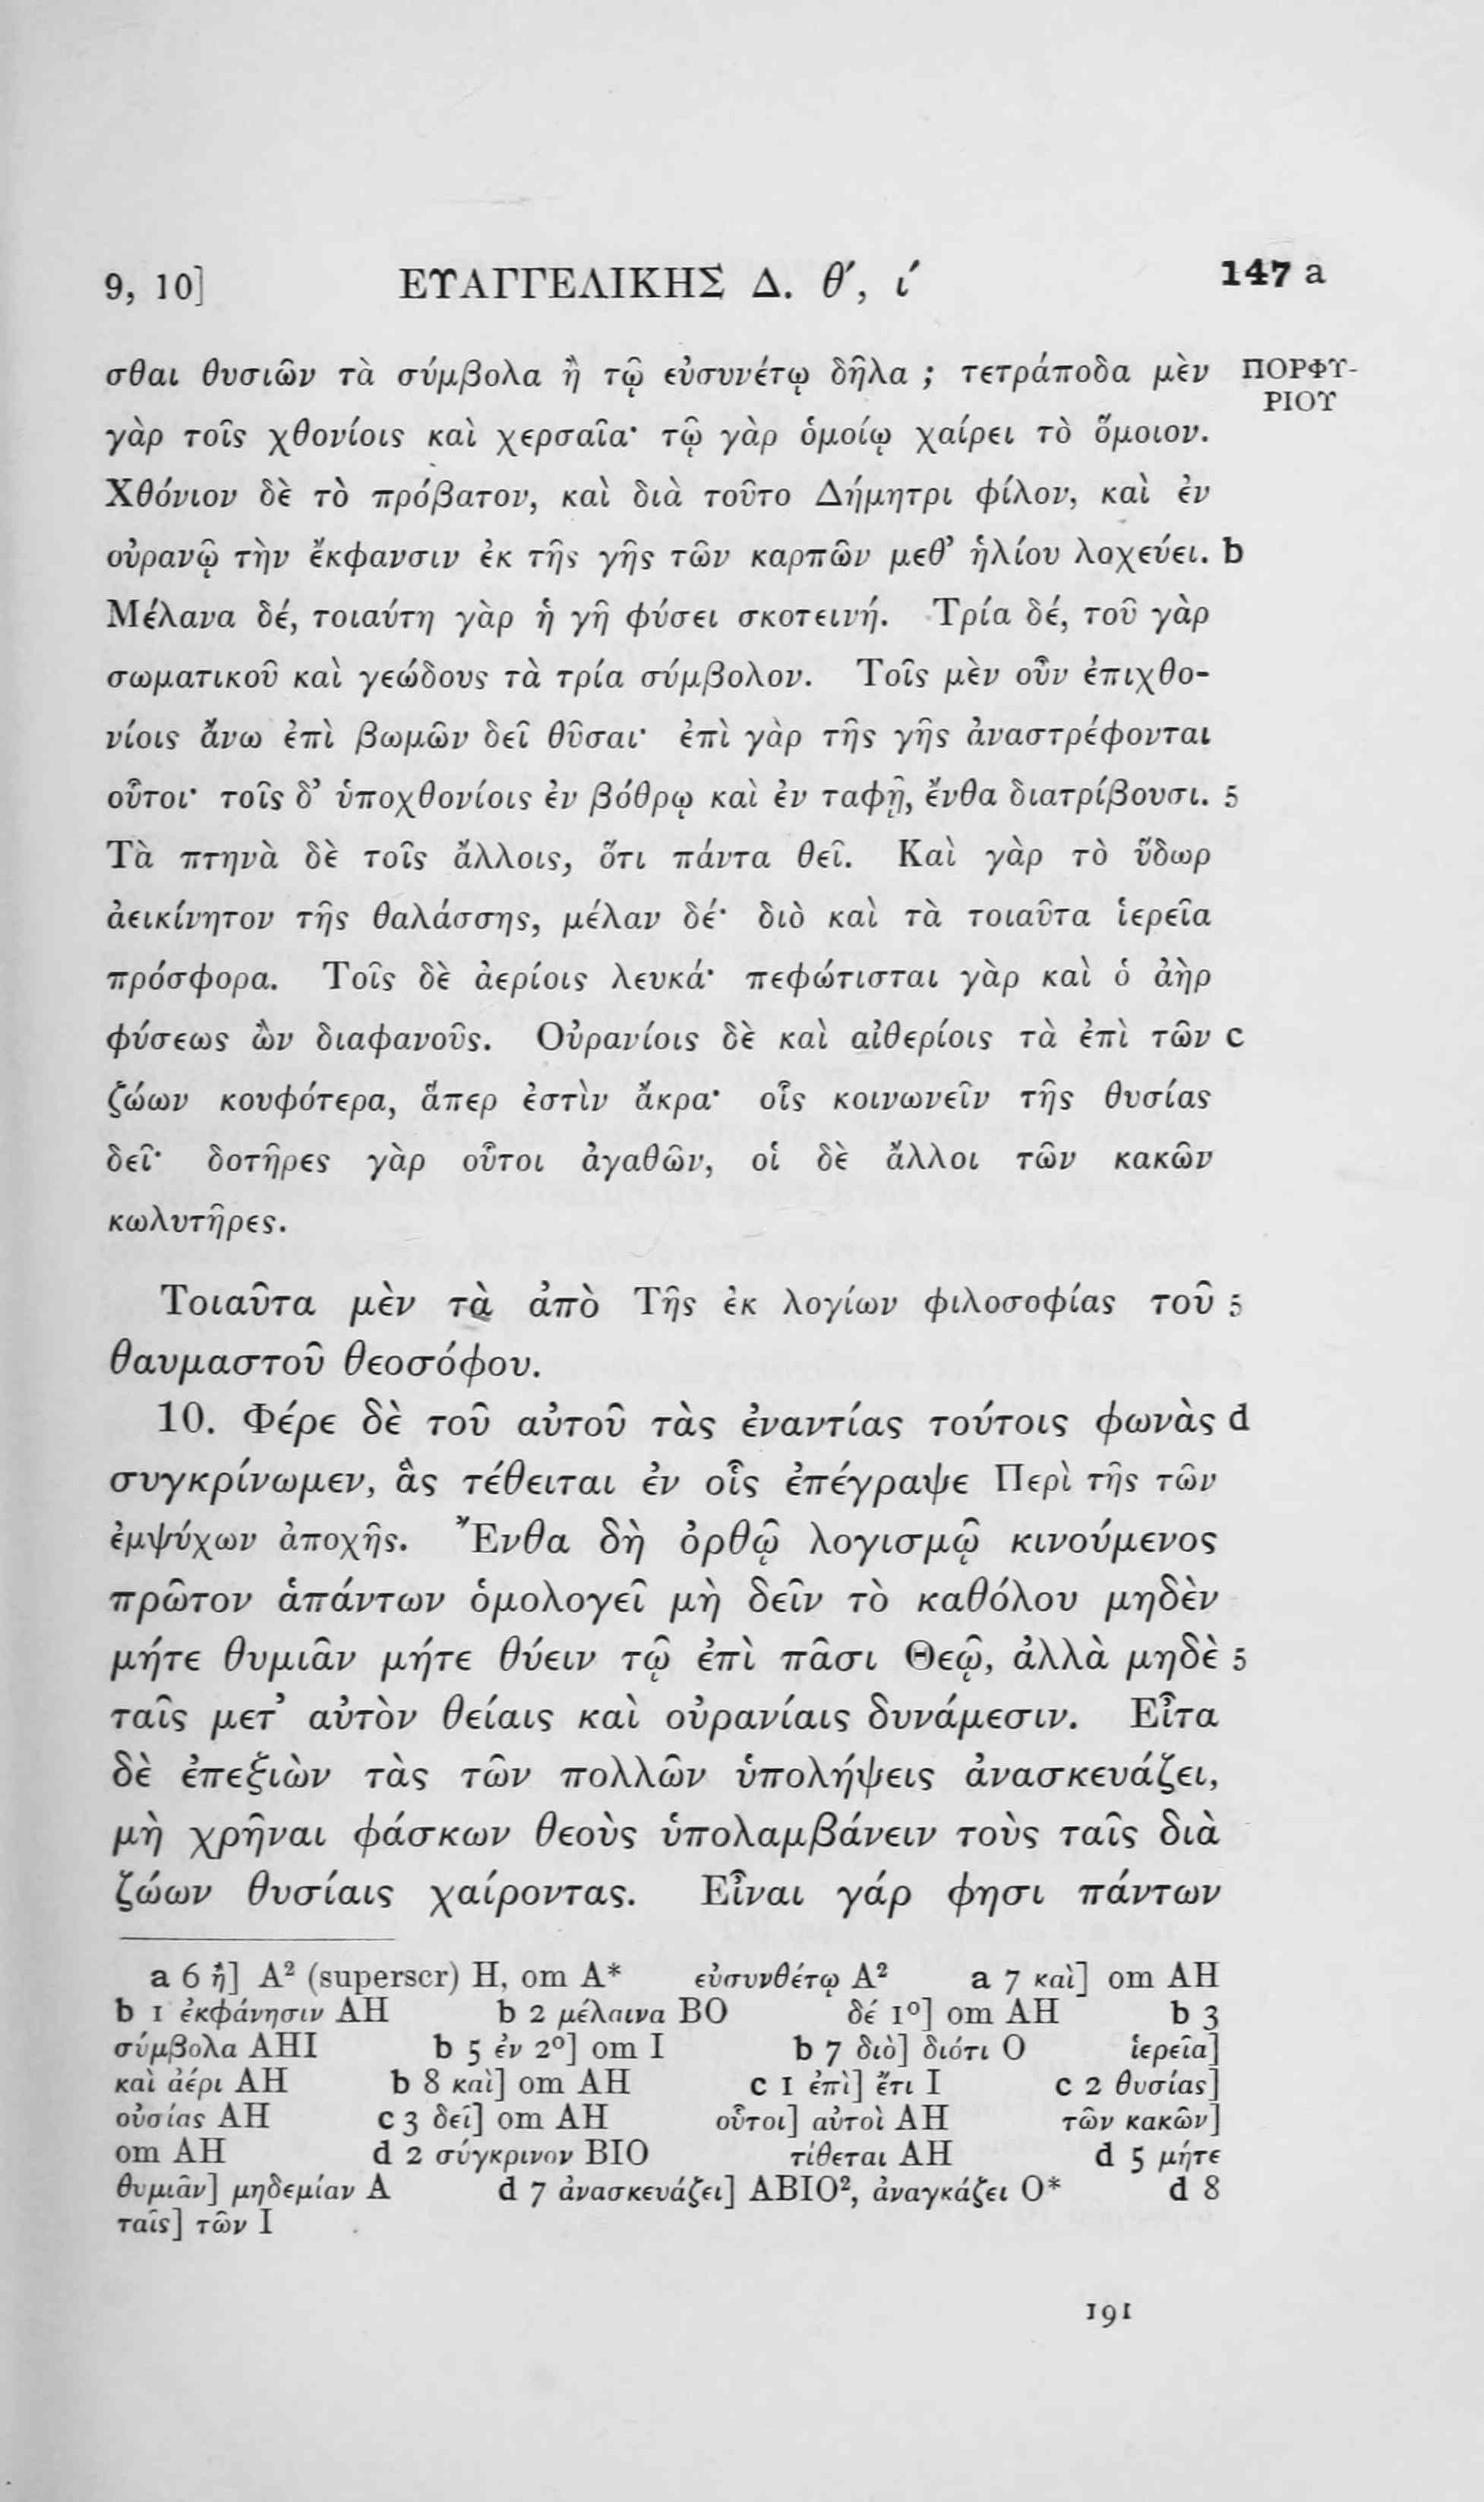 9, 10] ΕΥΑΓΓΕΛΙΚΗΣ Δ. θ′, ι′ 147 a
σθαι θυσιῶν τὰ σύμβολα ἢ τῷ εὐσυνέτῳ δῆλα ; τετράποδα μὲν ΠΟΡΦΥ-
ΡΙΟΥ
γὰρ τοῖς χθονίοις καὶ χερσαῖα· τῷ γὰρ ὁμοίῳ χαίρει τὸ ὅμοιον.
Χθόνιον δὲ τὸ πρόβατον, καὶ διὰ τοῦτο Δήμητρι φίλον, καὶ ἐν
οὐρανῷ τὴν ἔκφανσιν ἐκ τῆς γῆς τῶν καρπῶν μεθ’ ἡλίου λοχεύει. b
Μέλανα δέ, τοιαύτη γὰρ ἡ γῆ φύσει σκοτεινή. Τρία δέ, τοῦ γὰρ
σωματικοῦ καὶ γεώδους τὰ τρία σύμβολον. Τοῖς μὲν οὖν ἐπιχθο-
νίοις ἄνω ἐπὶ βωμῶν δεῖ θῦσαι· ἐπὶ γὰρ τῆς γῆς ἀναστρέφονται
οὗτοι· τοῖς δ’ ὑποχθονίοις ἐν βόθρῳ καὶ ἐν ταφῇ, ἔνθα διατρίβουσι. 5
Τὰ πτηνὰ δὲ τοῖς ἄλλοις, ὅτι πάντα θεῖ. Καὶ γὰρ τὸ ὕδωρ
ἀεικίνητον τῆς θαλάσσης, μέλαν δέ· διὸ καὶ τὰ τοιαῦτα ἱερεῖα
πρόσφορα. Τοῖς δὲ ἀερίοις λευκά· πεφώτισται γὰρ καὶ ὁ ἀὴρ
φύσεως ὢν διαφανοῦς. Οὐρανίοις δὲ καὶ αἰθερίοις τὰ ἐπὶ τῶν c
ζώων κουφότερα, ἅπερ ἐστὶν ἄκρα· οἷς κοινωνεῖν τῆς θυσίας
δεῖ· δοτῆρες γὰρ οὗτοι ἀγαθῶν, οἱ δὲ ἄλλοι τῶν κακῶν
κωλυτῆρες.
Τοιαῦτα μὲν τὰ ἀπὸ Τῆς ἐκ λογίων φιλοσοφίας τοῦ 5
θαυμαστοῦ θεοσόφου.
10. Φέρε δὲ τοῦ αὐτοῦ τὰς ἐναντίας τούτοις φωνὰς d
συγκρίνωμεν, ἃς τέθειται ἐν οἷς ἐπέγραψε Περὶ τῆς τῶν
ἐμψύχων ἀποχῆς. Ἔνθα δὴ ὀρθῷ λογισμῷ κινούμενος
πρῶτον ἁπάντων ὁμολογεῖ μὴ δεῖν τὸ καθόλου μηδὲν
μήτε θυμιᾶν μήτε θύειν τῷ ἐπὶ πᾶσι Θεῷ, ἀλλὰ μηδὲ 5
ταῖς μετ’ αὐτὸν θείαις καὶ οὐρανίαις δυνάμεσιν. Εἶτα
δὲ ἐπεξιὼν τὰς τῶν πολλῶν ὑπολήψεις ἀνασκευάζει,
μὴ χρῆναι φάσκων θεοὺς ὑπολαμβάνειν τοὺς ταῖς διὰ
ζώων θυσίαις χαίροντας. Εἶναι γάρ φησι πάντων
a 6 ἢ] A² (superscr) H, om A* εὐσυνθέτῳ A² a 7 καὶ] om AH
b 1 ἐκφάνησιν AH b 2 μέλαινα BO δέ 1º] om AH b 3
σύμβολα AHI b 5 ἐν 2º] om I b 7 διὸ] διότι O ἱερεῖα]
καὶ ἀέρι AH b 8 καὶ] om AH c 1 ἐπὶ] ἔτι I c 2 θυσίας]
οὐσίας AH c 3 δεῖ] om AH οὗτοι] αὐτοὶ AH τῶν κακῶν]
om AH d 2 σύγκρινον BIO τίθεται AH d 5 μήτε
θυμιᾶν] μηδεμίαν A d 7 ἀνασκευάζει] ABIO², ἀναγκάζει O* d 8
ταῖς] τῶν I
191